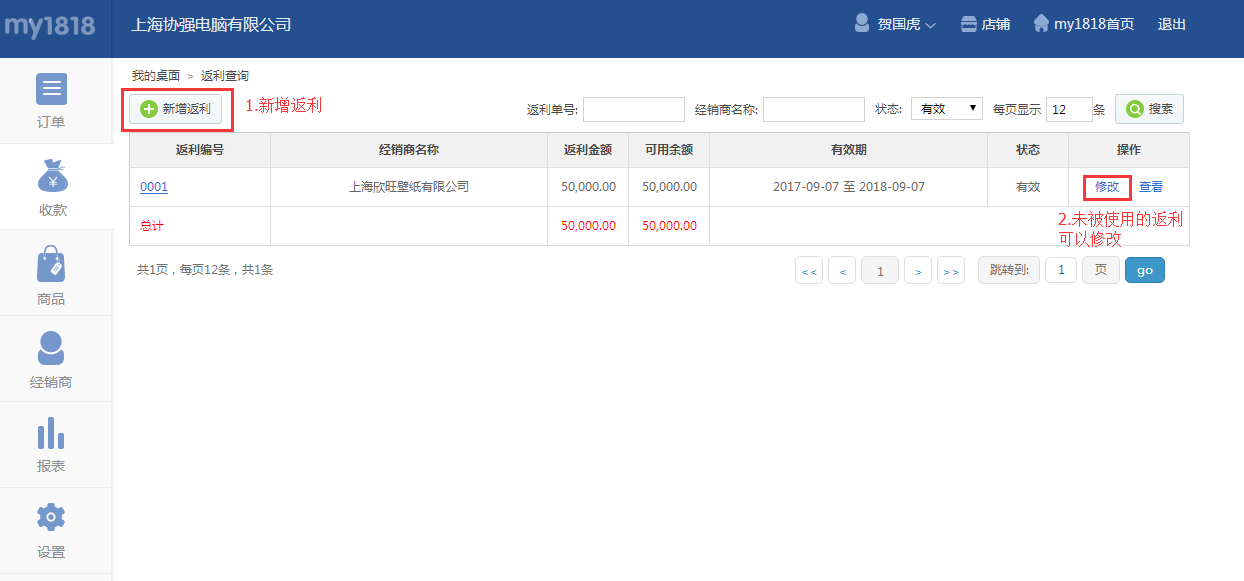 my1818 上海协强电脑有限公司 贺国虎 店铺 my1818首页 退出
我的桌面 > 返利查询
新增返利 1.新增返利 返利单号: 经销商名称: 状态: 有效 每页显示 12 条 搜索
返利编号 经销商名称 返利金额 可用余额 有效期 状态 操作
0001 上海欣旺壁纸有限公司 50,000.00 50,000.00 2017-09-07 至 2018-09-07 有效 修改 查看
总计 50,000.00 50,000.00
2.未被使用的返利
可以修改
共1页，每页12条，共1条 << < 1 > >> 跳转到: 1 页 go
订单
收款
商品
经销商
报表
设置